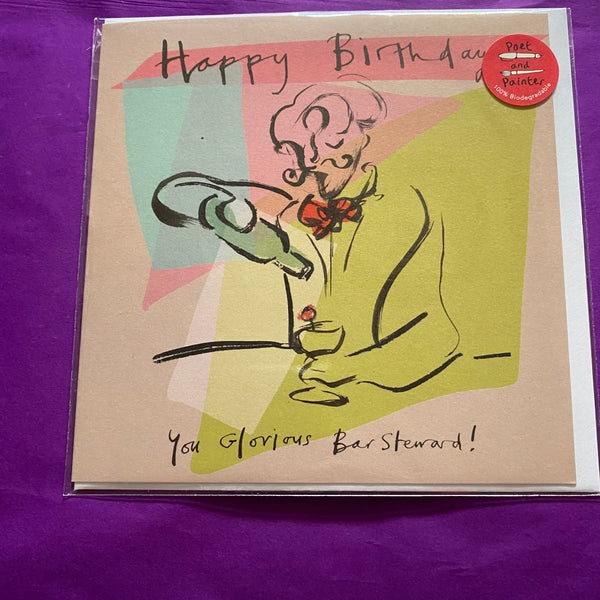 Happy Birthday
Poet
and
Painter
100% Biodegradable
You Glorious Bar Steward!